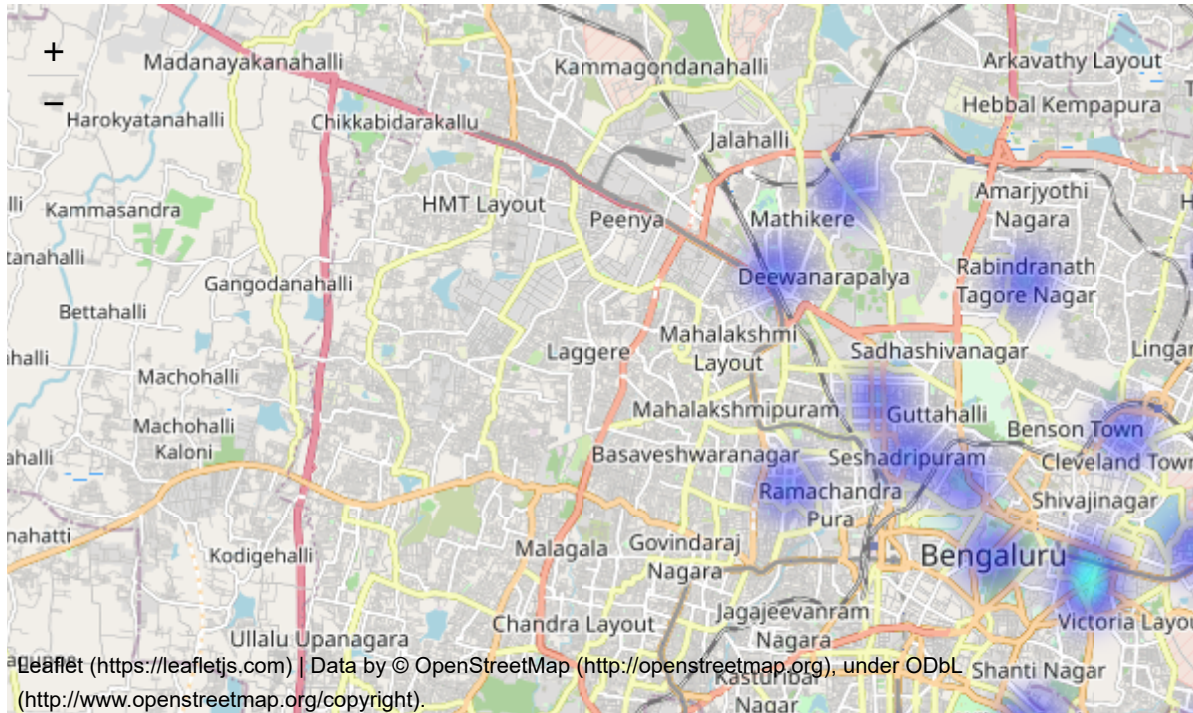 +
−
Madanayakanahalli
Kammagondanahalli
Arkavathy Layout
Harokyatanahalli
Chikkabidarakallu
Hebbal Kempapura
Jalahalli
Kammasandra
HMT Layout
Peenya
Mathikere
Amarjyothi
Nagara
Gangodanahalli
Deewanarapalya
Rabindranath
Tagore Nagar
Bettahalli
Laggere
Mahalakshmi
Layout
Sadhashivanagar
Machohalli
Mahalakshmipuram
Guttahalli
Machohalli
Kaloni
Benson Town
Basaveshwaranagar
Seshadripuram
Cleveland Town
Ramachandra
Pura
Shivajinagar
Kodigehalli
Malagala
Govindaraj
Nagara
Bengaluru
Ullalu Upanagara
Chandra Layout
Jagajeevanram
Nagara
Victoria Layou
Shanti Nagar
Kasturibai
Nagar
Leaflet (https://leafletjs.com) | Data by © OpenStreetMap (http://openstreetmap.org), under ODbL
(http://www.openstreetmap.org/copyright).